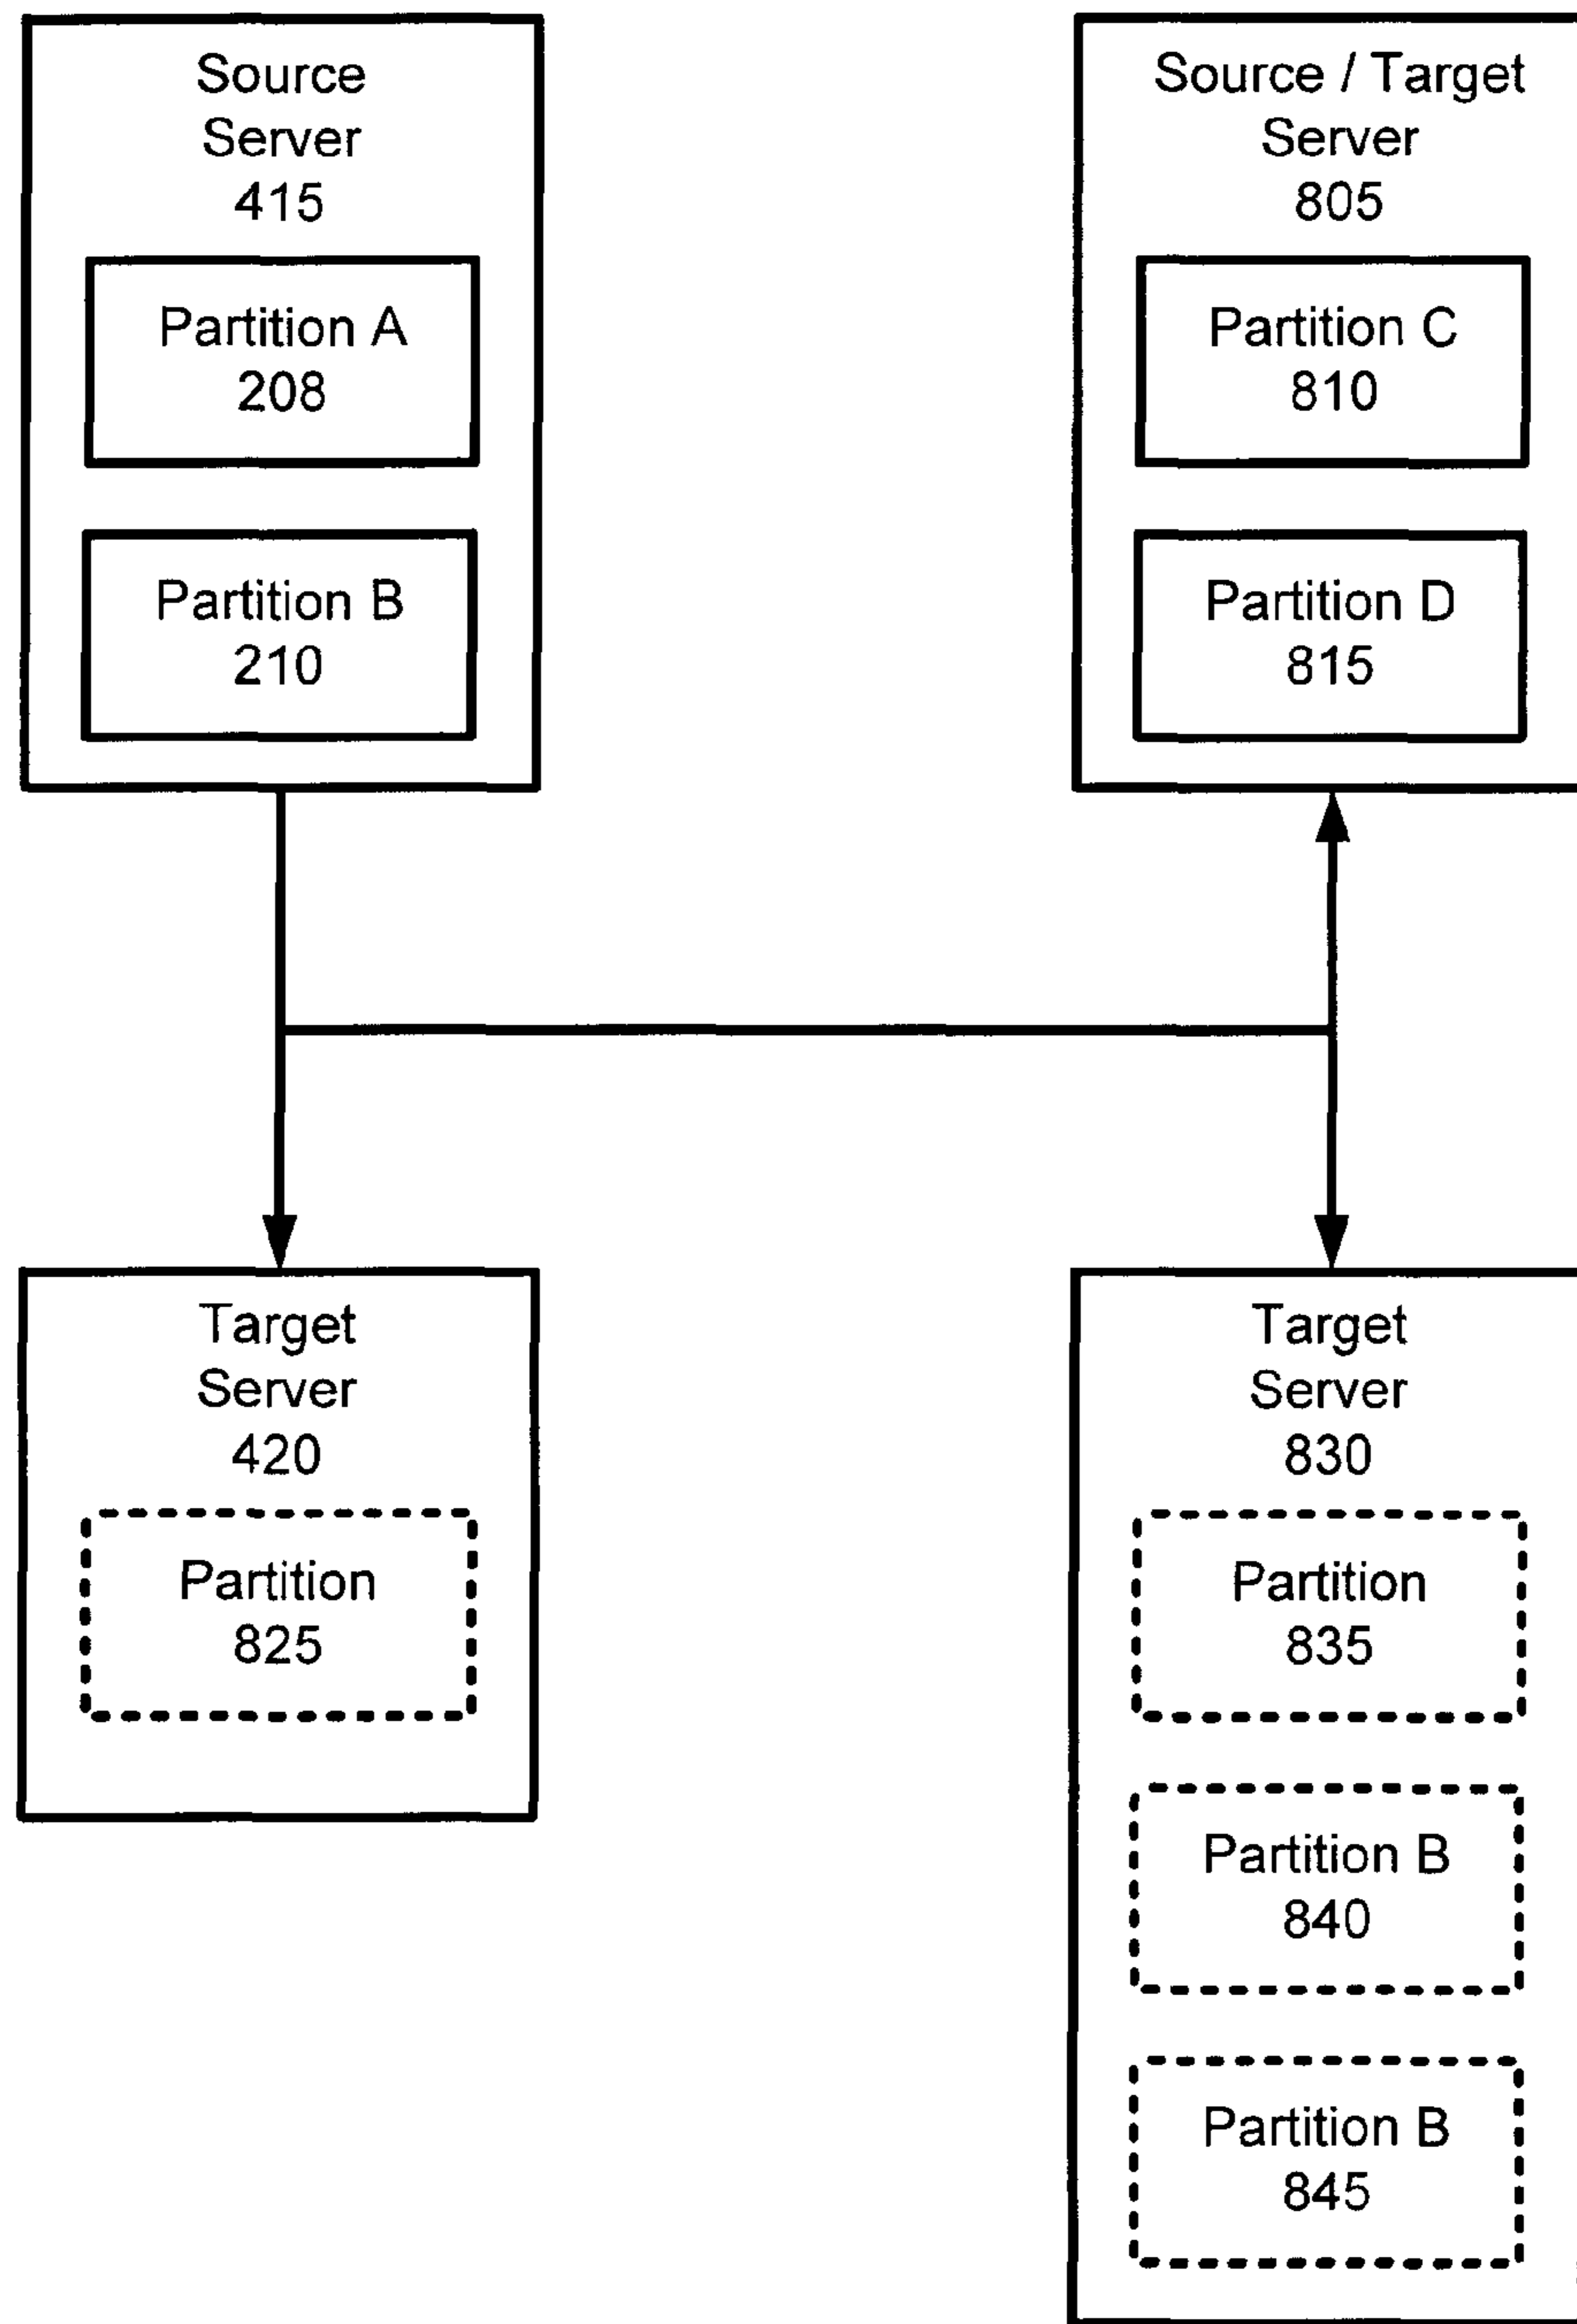 Source
Server
415
Partition A
208
Partition B
210
Source / Target
Server
805
Partition C
810
Partition D
815
Target
Server
420
Partition
825
Target
Server
830
Partition
835
Partition B
840
Partition B
845